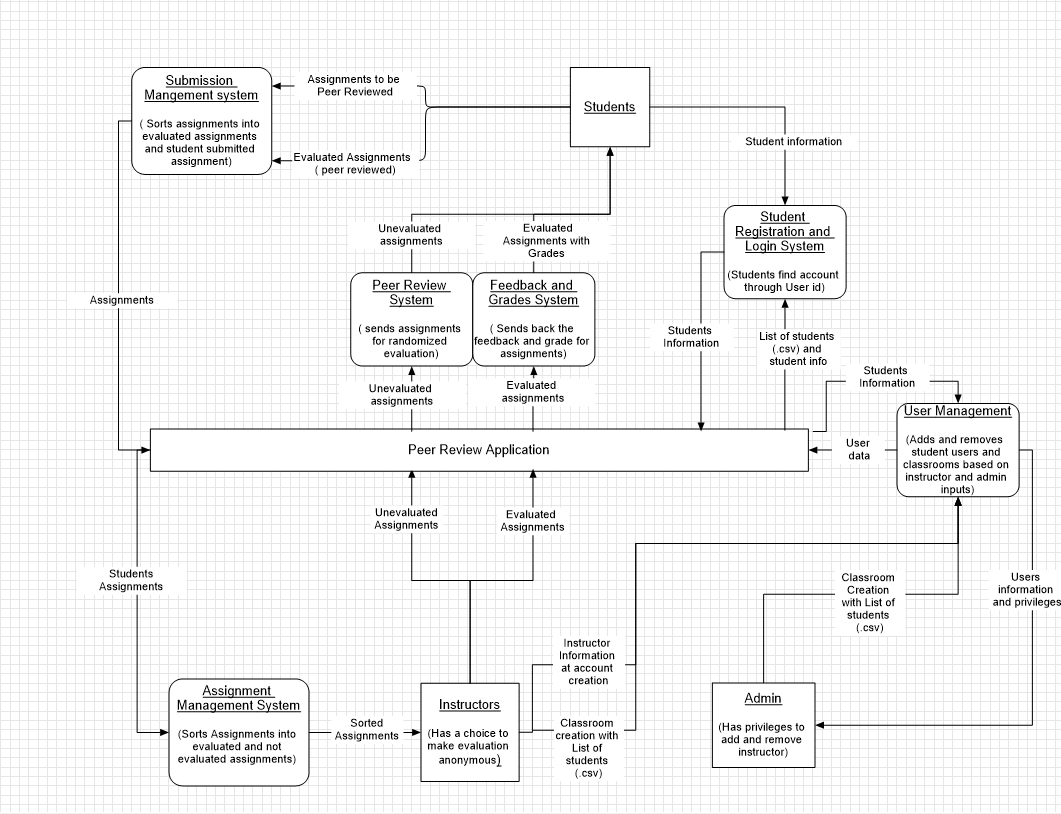 Submission
Mangement system
( Sorts assignments into
evaluated assignments
and student submitted
assignment)
Assignments to be
Peer Reviewed
Evaluated Assignments
( peer reviewed)
Students
Student information
Student
Registration and
Login System
(Students find account
through User id)
Unevaluated
assignments
Evaluated
Assignments with
Grades
Peer Review
System
( sends assignments
for randomized
evaluation)
Feedback and
Grades System
( Sends back the
feedback and grade for
assignments)
Assignments
Students
Information
List of students
(.csv) and
student info
Unevaluated
assignments
Evaluated
assignments
Students
Information
User Management
(Adds and removes
student users and
classrooms based on
instructor and admin
inputs)
Peer Review Application
User
data
Unevaluated
Assignments
Evaluated
Assignments
Students
Assignments
Classroom
Creation
with List of
students
(.csv)
Users
information
and privileges
Instructor
Information
at account
creation
Assignment
Management System
(Sorts Assignments into
evaluated and not
evaluated assignments)
Sorted
Assignments
Instructors
(Has a choice to
make evaluation
anonymous)
Classroom
creation with
List of
students
(.csv)
Admin
(Has privileges to
add and remove
instructor)